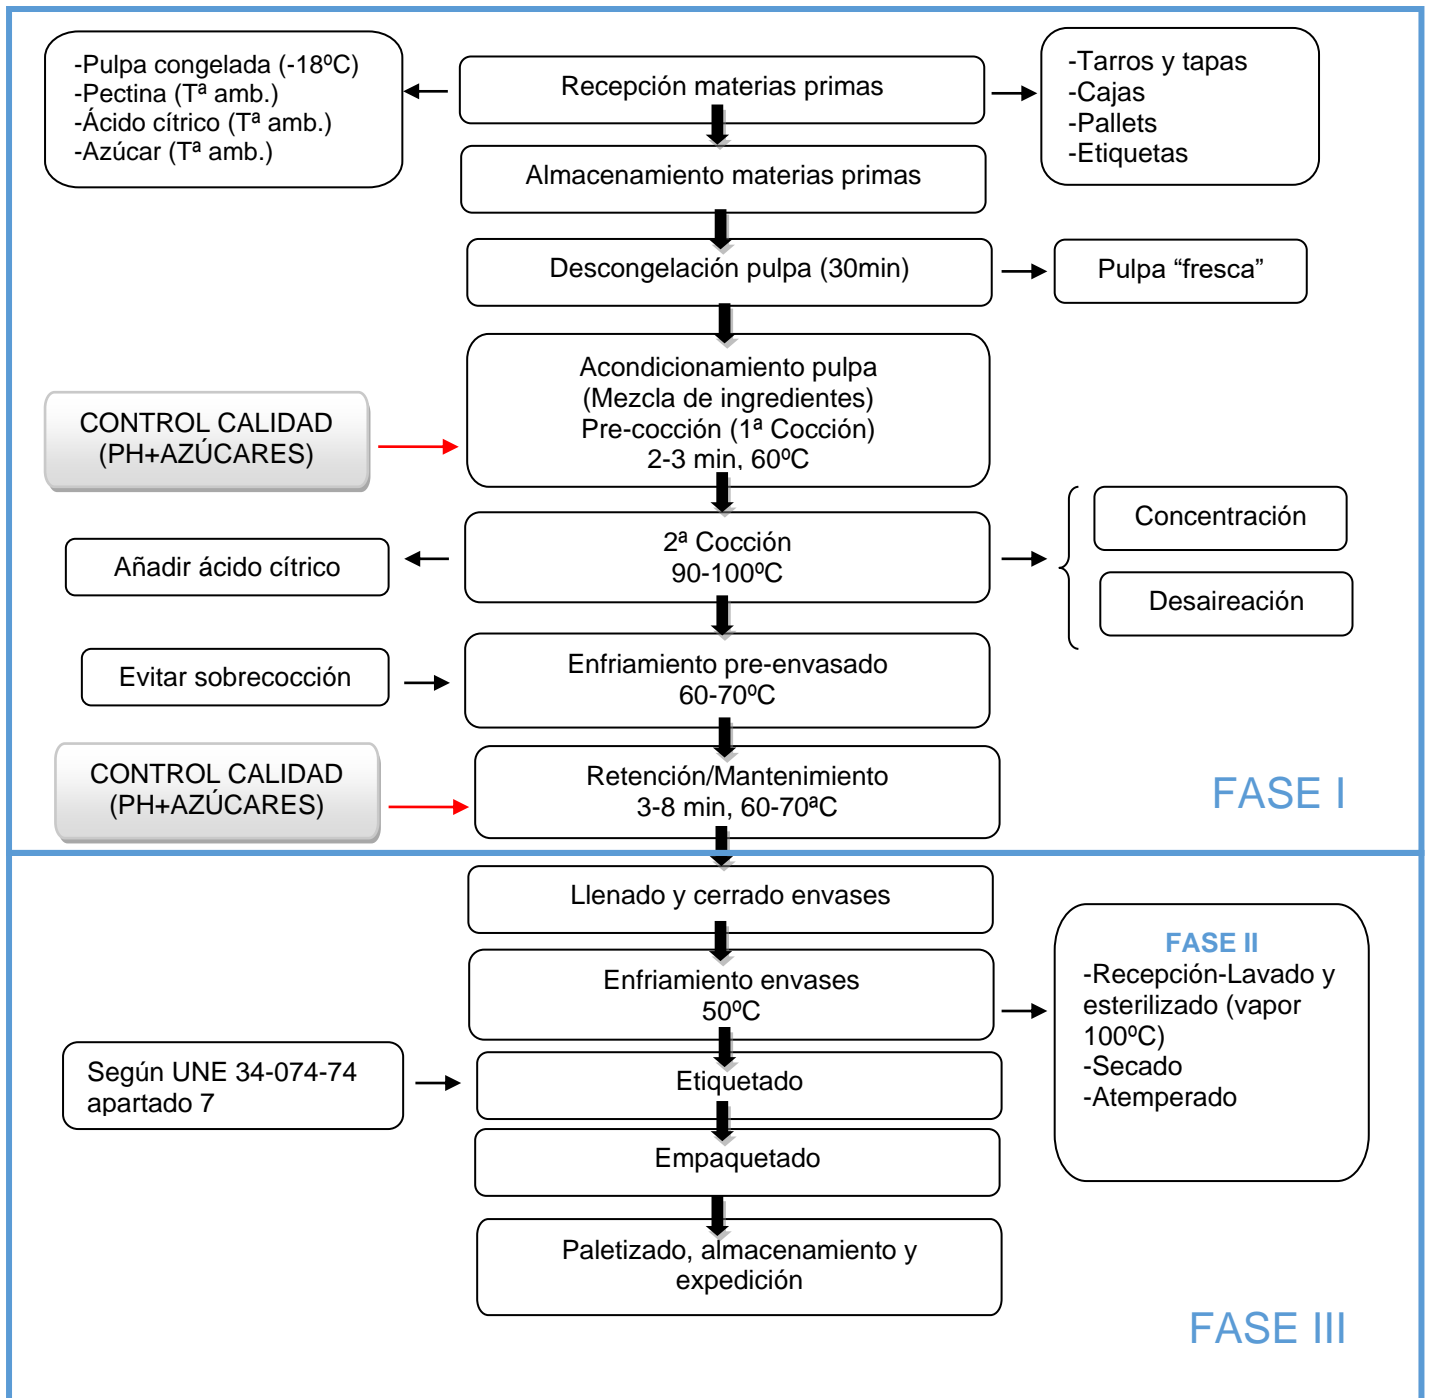 -Pulpa congelada (-18ºC)
-Pectina (Tª amb.)
-Ácido cítrico (Tª amb.)
-Azúcar (Tª amb.)
Recepción materias primas
-Tarros y tapas
-Cajas
-Pallets
-Etiquetas
Almacenamiento materias primas
Descongelación pulpa (30min)
Pulpa “fresca”
Acondicionamiento pulpa
(Mezcla de ingredientes)
Pre-cocción (1ª Cocción)
2-3 min, 60ºC
CONTROL CALIDAD
(PH+AZÚCARES)
Añadir ácido cítrico
2ª Cocción
90-100ºC
Concentración
Desaireación
Evitar sobrecocción
Enfriamiento pre-envasado
60-70ºC
CONTROL CALIDAD
(PH+AZÚCARES)
Retención/Mantenimiento
3-8 min, 60-70ªC
FASE I
Llenado y cerrado envases
Enfriamiento envases
50ºC
FASE II
-Recepción-Lavado y
esterilizado (vapor
100ºC)
-Secado
-Atemperado
Según UNE 34-074-74
apartado 7
Etiquetado
Empaquetado
Paletizado, almacenamiento y
expedición
FASE III